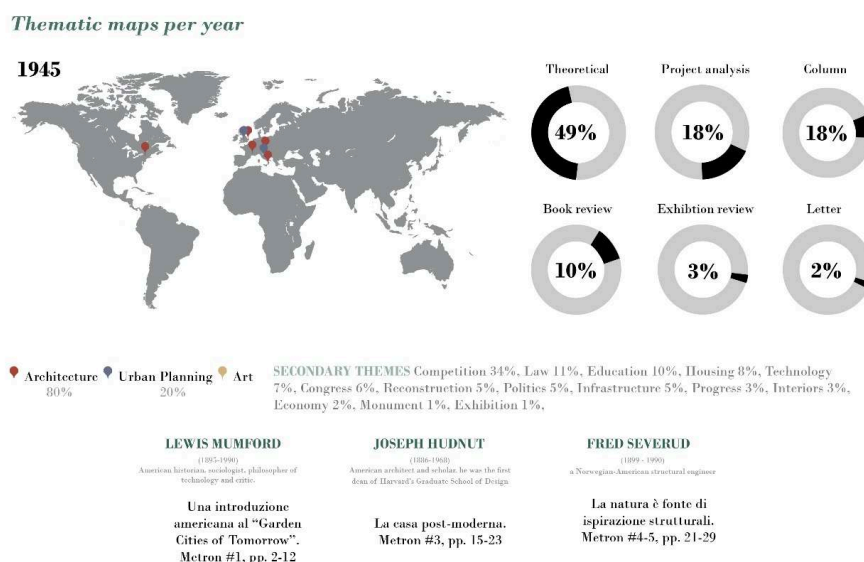 Thematic maps per year
1945
Theoretical
Project analysis
Column
49%
18%
18%
Book review
Exhibtion review
Letter
10%
3%
2%
Architecture
80%
Urban Planning
20%
Art
SECONDARY THEMES Competition 34%, Law 11%, Education 10%, Housing 8%, Technology
7%, Congress 6%, Reconstruction 5%, Politics 5%, Infrastructure 5%, Progress 3%, Interiors 3%,
Economy 2%, Monument 1%, Exhibition 1%,
LEWIS MUMFORD
(1895-1990)
American historian, sociologist, philosopher of
technology and critic.
Una introduzione
americana al “Garden
Cities of Tomorrow”.
Metron #1, pp. 2-12
JOSEPH HUDNUT
(1886-1968)
American architect and scholar, he was the first
dean of Harvard's Graduate School of Design
La casa post-moderna.
Metron #3, pp. 15-23
FRED SEVERUD
(1899 - 1990)
a Norwegian-American structural engineer
La natura è fonte di
ispirazione strutturali.
Metron #4-5, pp. 21-29